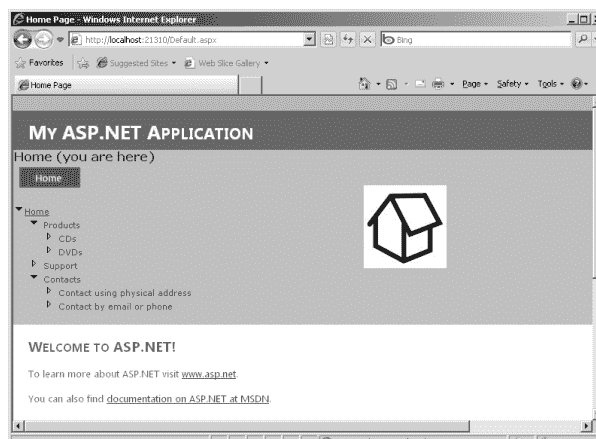 Home Page - Windows Internet Explorer
http://localhost:21310/Default.aspx
Bing
Favorites
Suggested Sites
Web Slice Gallery
Home Page
Page
Safety
Tools
MY ASP.NET APPLICATION
Home (you are here)
Home
Home
Products
CDs
DVDs
Support
Contacts
Contact using physical address
Contact by email or phone
WELCOME TO ASP.NET!
To learn more about ASP.NET visit www.asp.net.
You can also find documentation on ASP.NET at MSDN.